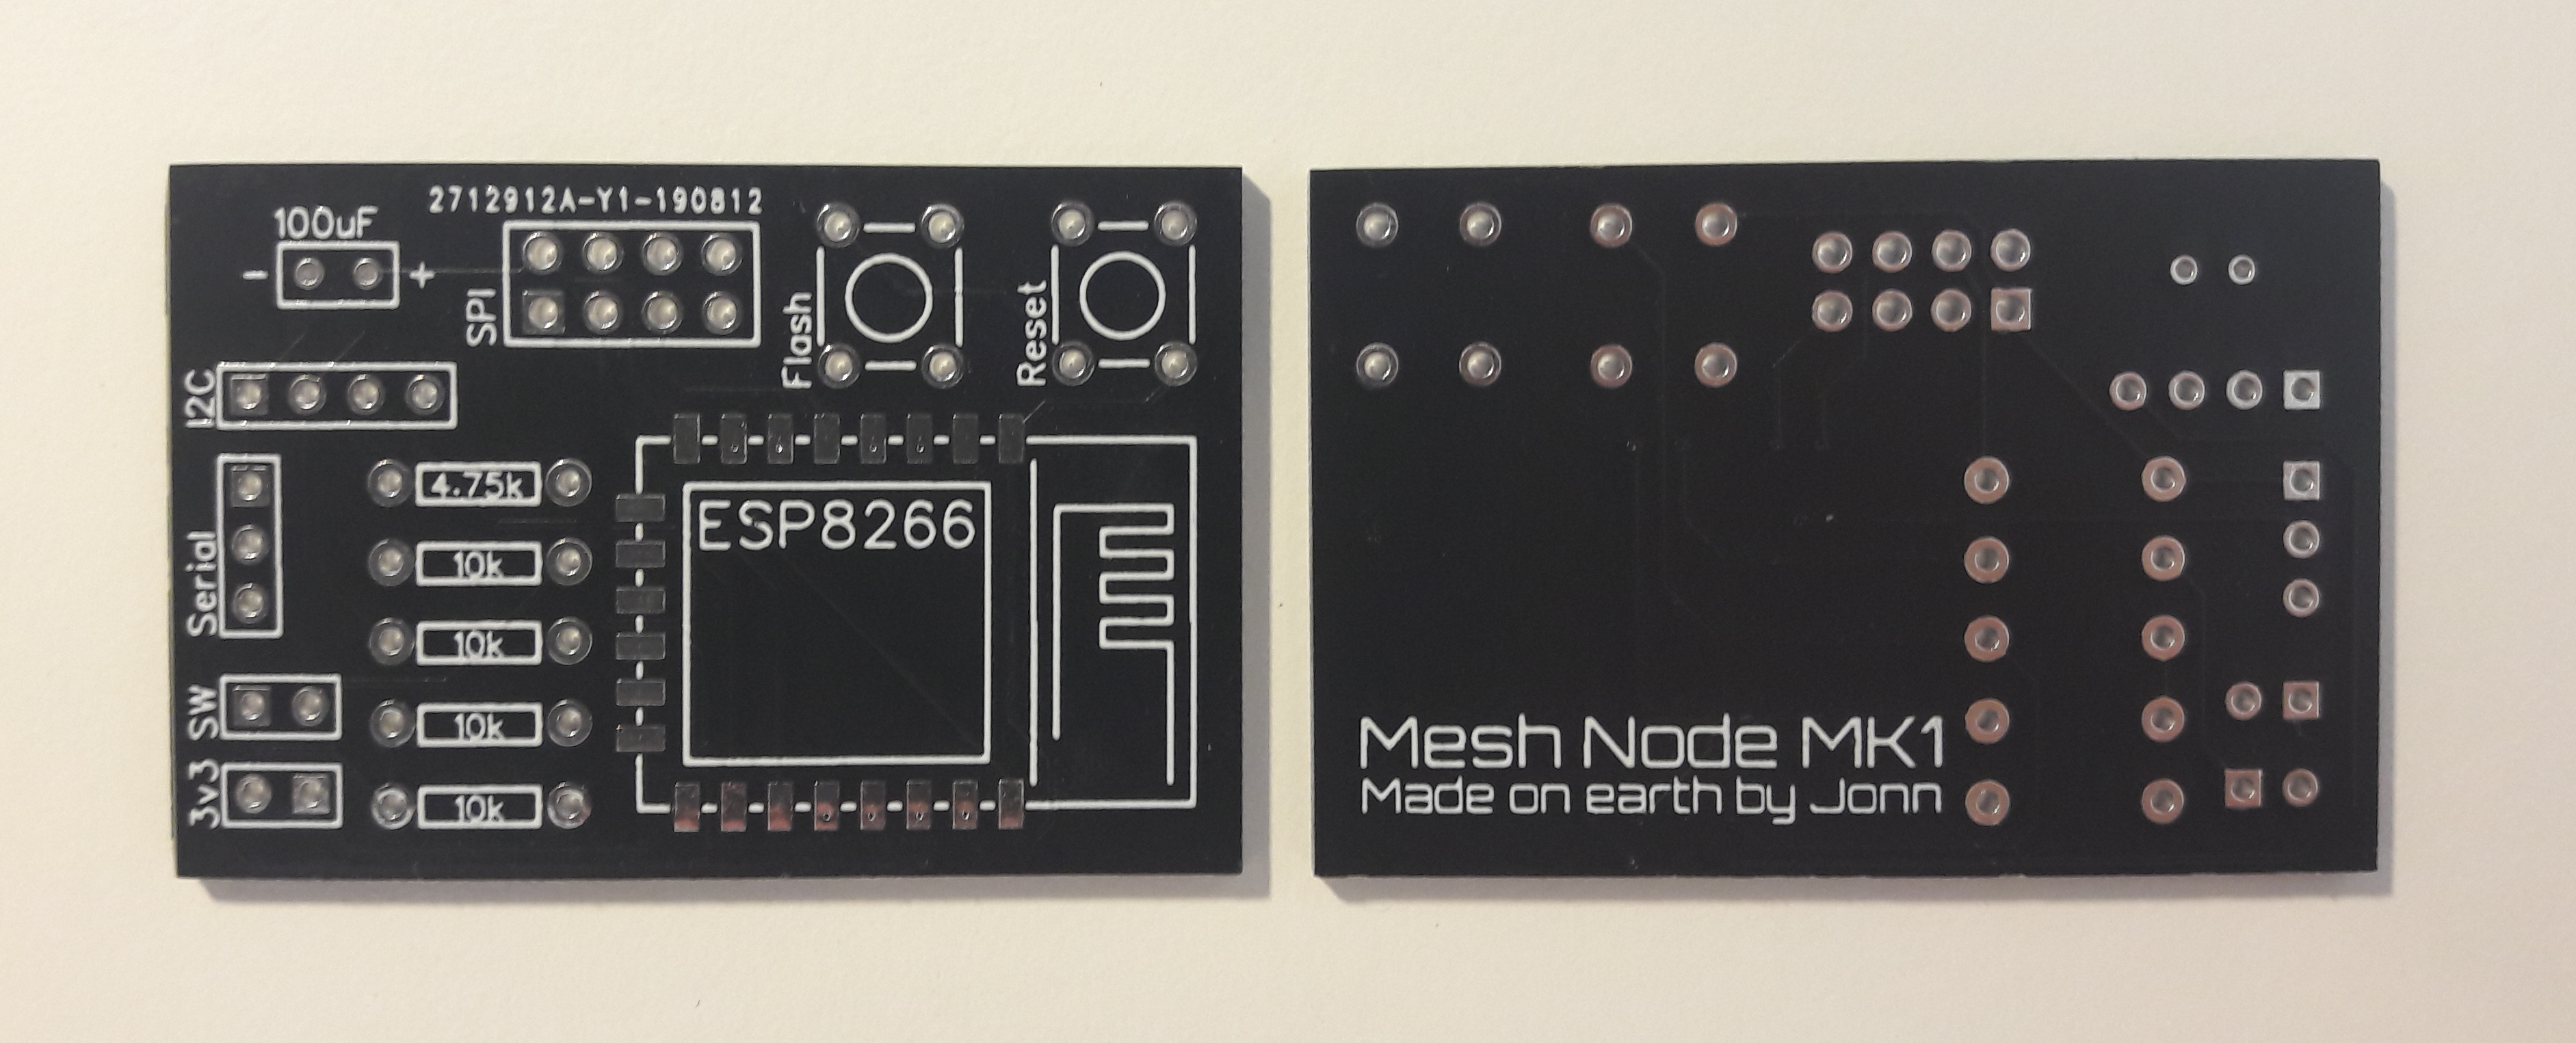 2712912A-Y1-190812
100uF
- +
SPI
Flash
Reset
I2C
Serial
4.75k
10k
10k
10k
10k
SW
3v3
ESP8266
Mesh Node MK1
Made on earth by Jonn